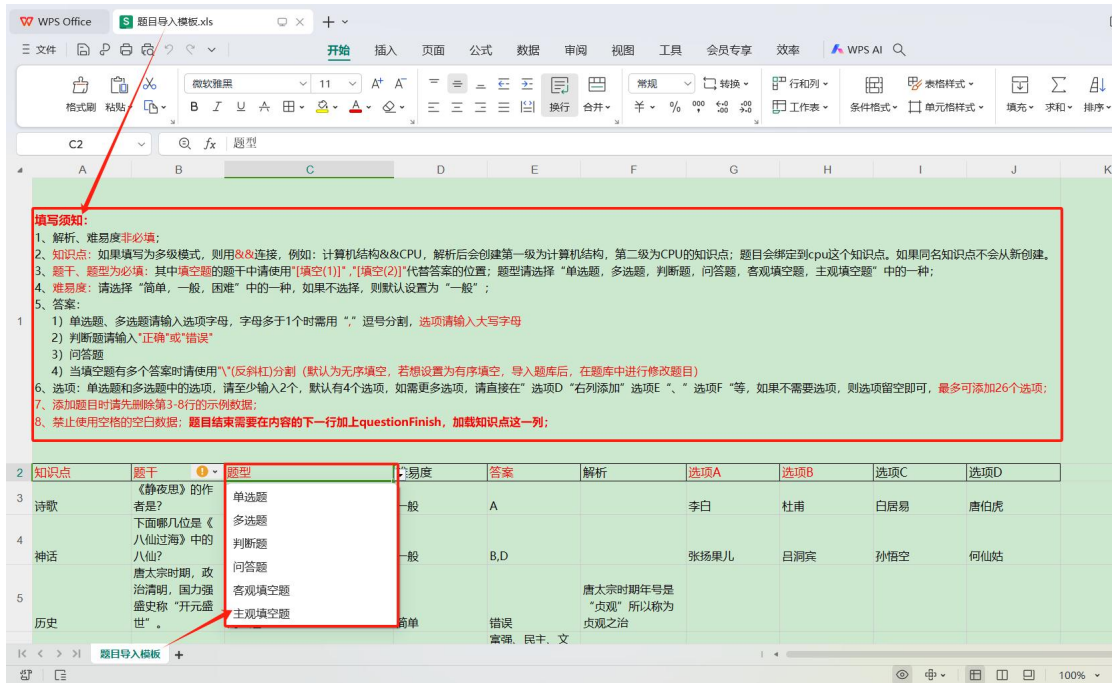 WPS Office 题目导入模板.xls
文件 开始 插入 页面 公式 数据 审阅 视图 工具 会员专享 效率 WPS AI
微软雅黑 11 A⁺ A⁻ 换行 常规 转换 行和列 表格样式
格式刷 粘贴 B I U A 合并 工作表 条件格式 单元格样式 填充 求和 排序
C2 fx 题型
A B C D E F G H I J K
1
填写须知：
1、解析、难易度非必填；
2、知识点：如果填写为多级模式，则用&&连接，例如：计算机结构&&CPU，解析后会创建第一级为计算机结构，第二级为CPU的知识点；题目会绑定到cpu这个知识点。如果同名知识点不会从新创建。
3、题干、题型为必填：其中填空题的题干中请使用"[填空(1)]" ,"[填空(2)]"代替答案的位置；题型请选择“单选题，多选题，判断题，问答题，客观填空题，主观填空题”中的一种；
4、难易度：请选择“简单，一般，困难”中的一种，如果不选择，则默认设置为“一般”；
5、答案：
1）单选题、多选题请输入选项字母，字母多于1个时需用“,”逗号分割，选项请输入大写字母
2）判断题请输入"正确"或"错误"
3）问答题
4）当填空题有多个答案时请使用"\"(反斜杠)分割（默认为无序填空，若想设置为有序填空，导入题库后，在题库中进行修改题目）
6、选项：单选题和多选题中的选项，请至少输入2个，默认有4个选项，如需更多选项，请直接在”选项D“右列添加”选项E“、”选项F“等，如果不需要选项，则选项留空即可，最多可添加26个选项；
7、添加题目时请先删除第3-8行的示例数据；
8、禁止使用空格的空白数据；题目结束需要在内容的下一行加上questionFinish，加载知识点这一列；
2 知识点 题干 题型 易度 答案 解析 选项A 选项B 选项C 选项D
3 诗歌 《静夜思》的作者是？ 一般 A 李白 杜甫 白居易 唐伯虎
4 神话 下面哪几位是《八仙过海》中的八仙？ 一般 B,D 张扬果儿 吕洞宾 孙悟空 何仙姑
5 历史 唐太宗时期，政治清明，国力强盛史称“开元盛世”。 简单 错误 唐太宗时期年号是“贞观”所以称为贞观之治
富强、民主、文
单选题
多选题
判断题
问答题
客观填空题
主观填空题
题目导入模板
100%